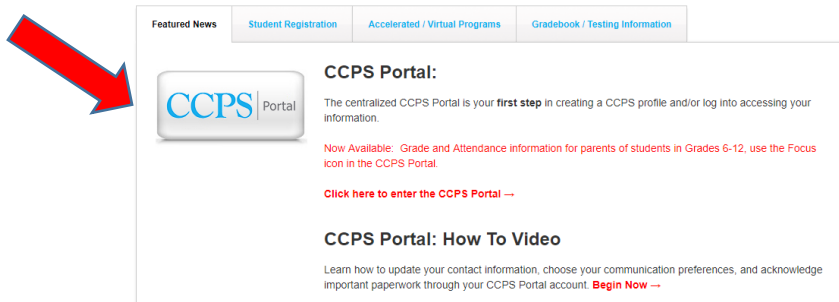 Featured News
Student Registration
Accelerated / Virtual Programs
Gradebook / Testing Information
CCPS Portal
CCPS Portal:
The centralized CCPS Portal is your first step in creating a CCPS profile and/or log into accessing your
information.
Now Available: Grade and Attendance information for parents of students in Grades 6-12, use the Focus
icon in the CCPS Portal.
Click here to enter the CCPS Portal →
CCPS Portal: How To Video
Learn how to update your contact information, choose your communication preferences, and acknowledge
important paperwork through your CCPS Portal account. Begin Now →